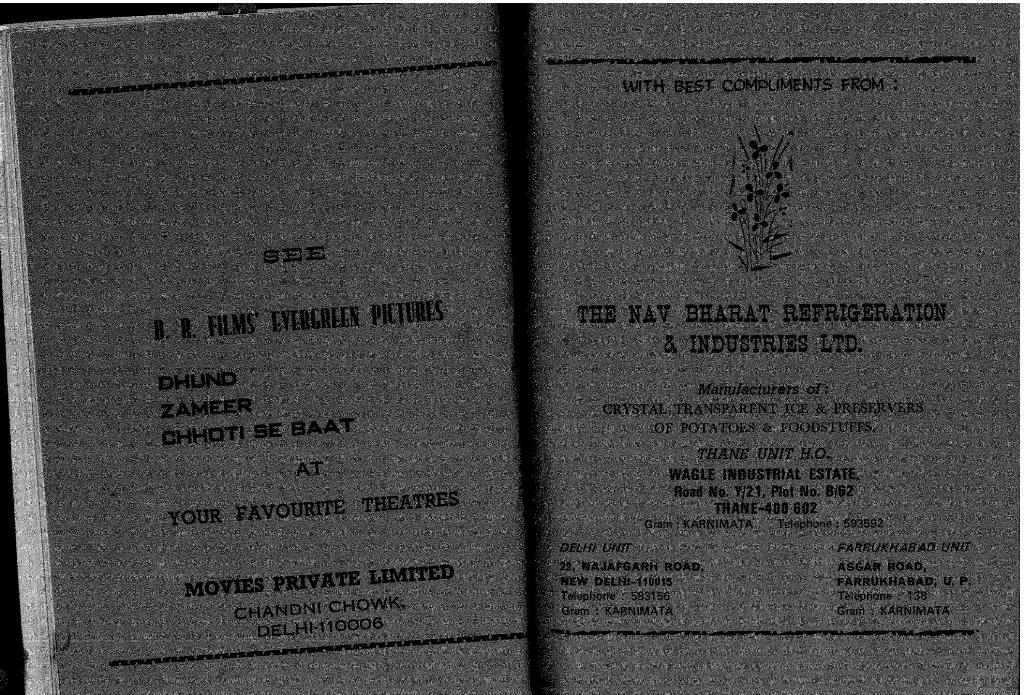 SEE
B. R. FILMS' EVERGREEN PICTURES
DHUND
ZAMEER
CHHOTI SE BAAT
AT
YOUR FAVOURITE THEATRES
MOVIES PRIVATE LIMITED
CHANDNI CHOWK,
DELHI-110006
WITH BEST COMPLIMENTS FROM :
THE NAV BHARAT REFRIGERATION
& INDUSTRIES LTD.
Manufacturers of :
CRYSTAL TRANSPARENT ICE & PRESERVERS
OF POTATOES & FOODSTUFFS.
THANE UNIT H.O.
WAGLE INDUSTRIAL ESTATE,
Road No. Y/21, Plot No. B/62
THANE-400 602
Gram : KARNIMATA Telephone : 593592
DELHI UNIT
22, NAJAFGARH ROAD,
NEW DELHI-110015
Telephone : 583156
Gram : KARNIMATA
FARRUKHABAD UNIT
ASGAR ROAD,
FARRUKHABAD, U. P.
Telephone : 138
Gram : KARNIMATA